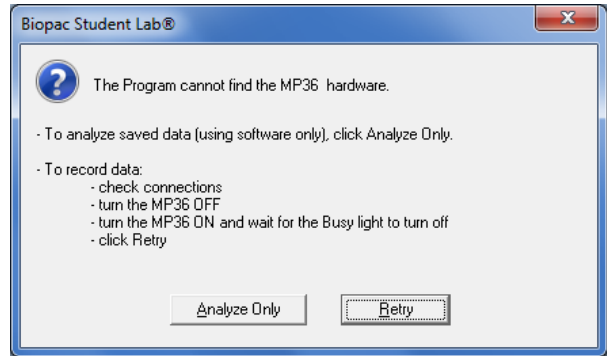 Biopac Student Lab®
The Program cannot find the MP36 hardware.
- To analyze saved data (using software only), click Analyze Only.
- To record data:
- check connections
- turn the MP36 OFF
- turn the MP36 ON and wait for the Busy light to turn off
- click Retry
Analyze Only
Retry